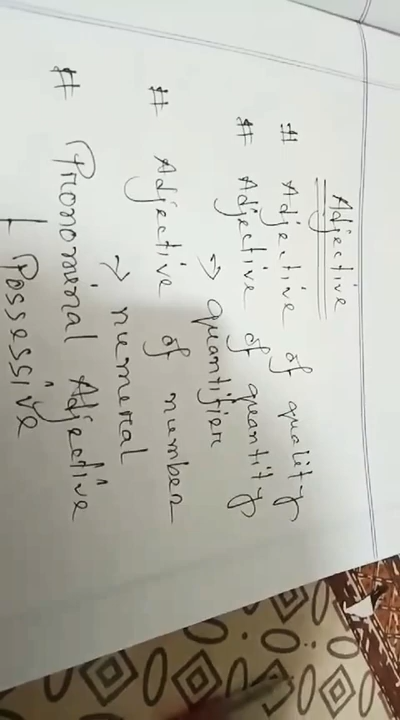 Adjective
# Adjective of quality
# Adjective of quantity
→ quantifier
# Adjective of number
→ numeral
# Pronominal Adjective
Possessive